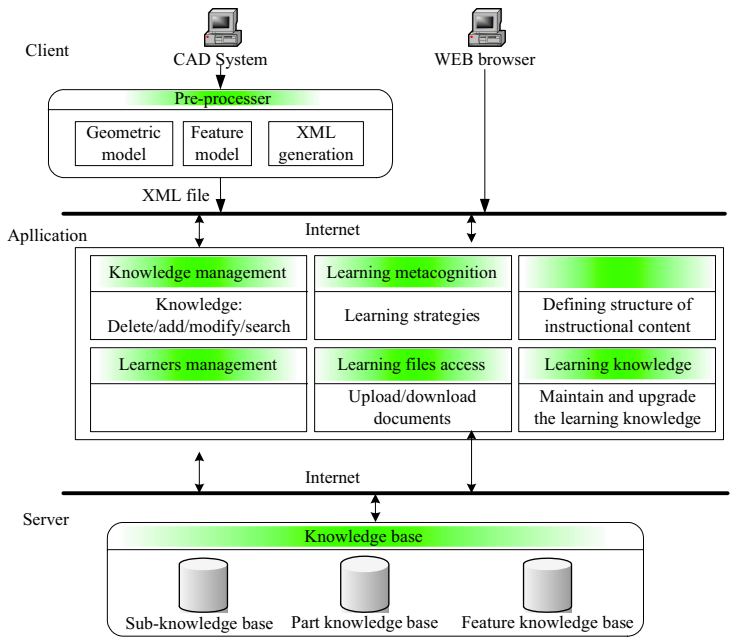 Client
CAD System
WEB browser
Pre-processer
Geometric
model
Feature
model
XML
generation
XML file
Internet
Apllication
Knowledge management
Learning metacognition
Knowledge:
Delete/add/modify/search
Learning strategies
Defining structure of
instructional content
Learners management
Learning files access
Learning knowledge
Upload/download
documents
Maintain and upgrade
the learning knowledge
Internet
Server
Knowledge base
Sub-knowledge base
Part knowledge base
Feature knowledge base